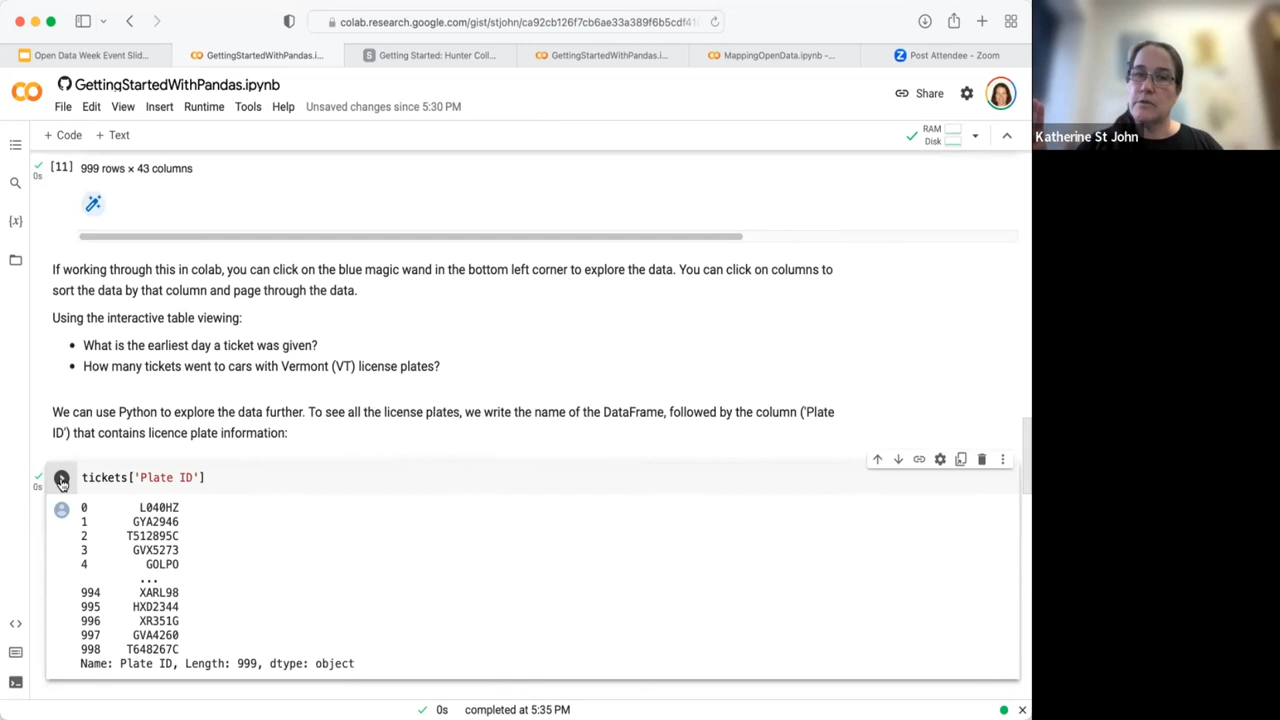 colab.research.google.com/gist/stjohn/ca92cb126f7cb6ae33a389f6b5cdf41
Open Data Week Event Slid...
GettingStartedWithPandas.i...
S Getting Started: Hunter Coll...
GettingStartedWithPandas.i...
MappingOpenData.ipynb -...
Z Post Attendee - Zoom
GettingStartedWithPandas.ipynb
File Edit View Insert Runtime Tools Help Unsaved changes since 5:30 PM
Share
+ Code + Text
RAM
Disk
Katherine St John
[11] 999 rows × 43 columns
0s
{x}
If working through this in colab, you can click on the blue magic wand in the bottom left corner to explore the data. You can click on columns to
sort the data by that column and page through the data.
Using the interactive table viewing:
• What is the earliest day a ticket was given?
• How many tickets went to cars with Vermont (VT) license plates?
We can use Python to explore the data further. To see all the license plates, we write the name of the DataFrame, followed by the column ('Plate
ID') that contains licence plate information:
tickets['Plate ID']
0s
0 L040HZ
1 GYA2946
2 T512895C
3 GVX5273
4 GOLPO
...
994 XARL98
995 HXD2344
996 XR351G
997 GVA4260
998 T648267C
Name: Plate ID, Length: 999, dtype: object
0s completed at 5:35 PM